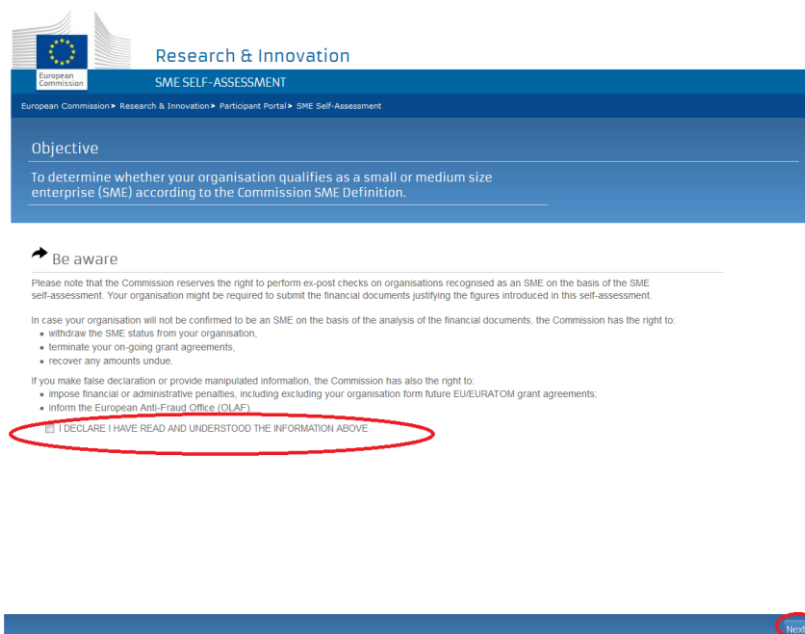 Research & Innovation
European
Commission
SME SELF-ASSESSMENT
European Commission > Research & Innovation > Participant Portal > SME Self-Assessment
Objective
To determine whether your organisation qualifies as a small or medium size
enterprise (SME) according to the Commission SME Definition.
Be aware
Please note that the Commission reserves the right to perform ex-post checks on organisations recognised as an SME on the basis of the SME
self-assessment. Your organisation might be required to submit the financial documents justifying the figures introduced in this self-assessment.
In case your organisation will not be confirmed to be an SME on the basis of the analysis of the financial documents, the Commission has the right to:
• withdraw the SME status from your organisation,
• terminate your on-going grant agreements,
• recover any amounts undue.
If you make false declaration or provide manipulated information, the Commission has also the right to:
• impose financial or administrative penalties, including excluding your organisation form future EU/EURATOM grant agreements;
• inform the European Anti-Fraud Office (OLAF).
I DECLARE I HAVE READ AND UNDERSTOOD THE INFORMATION ABOVE
Next